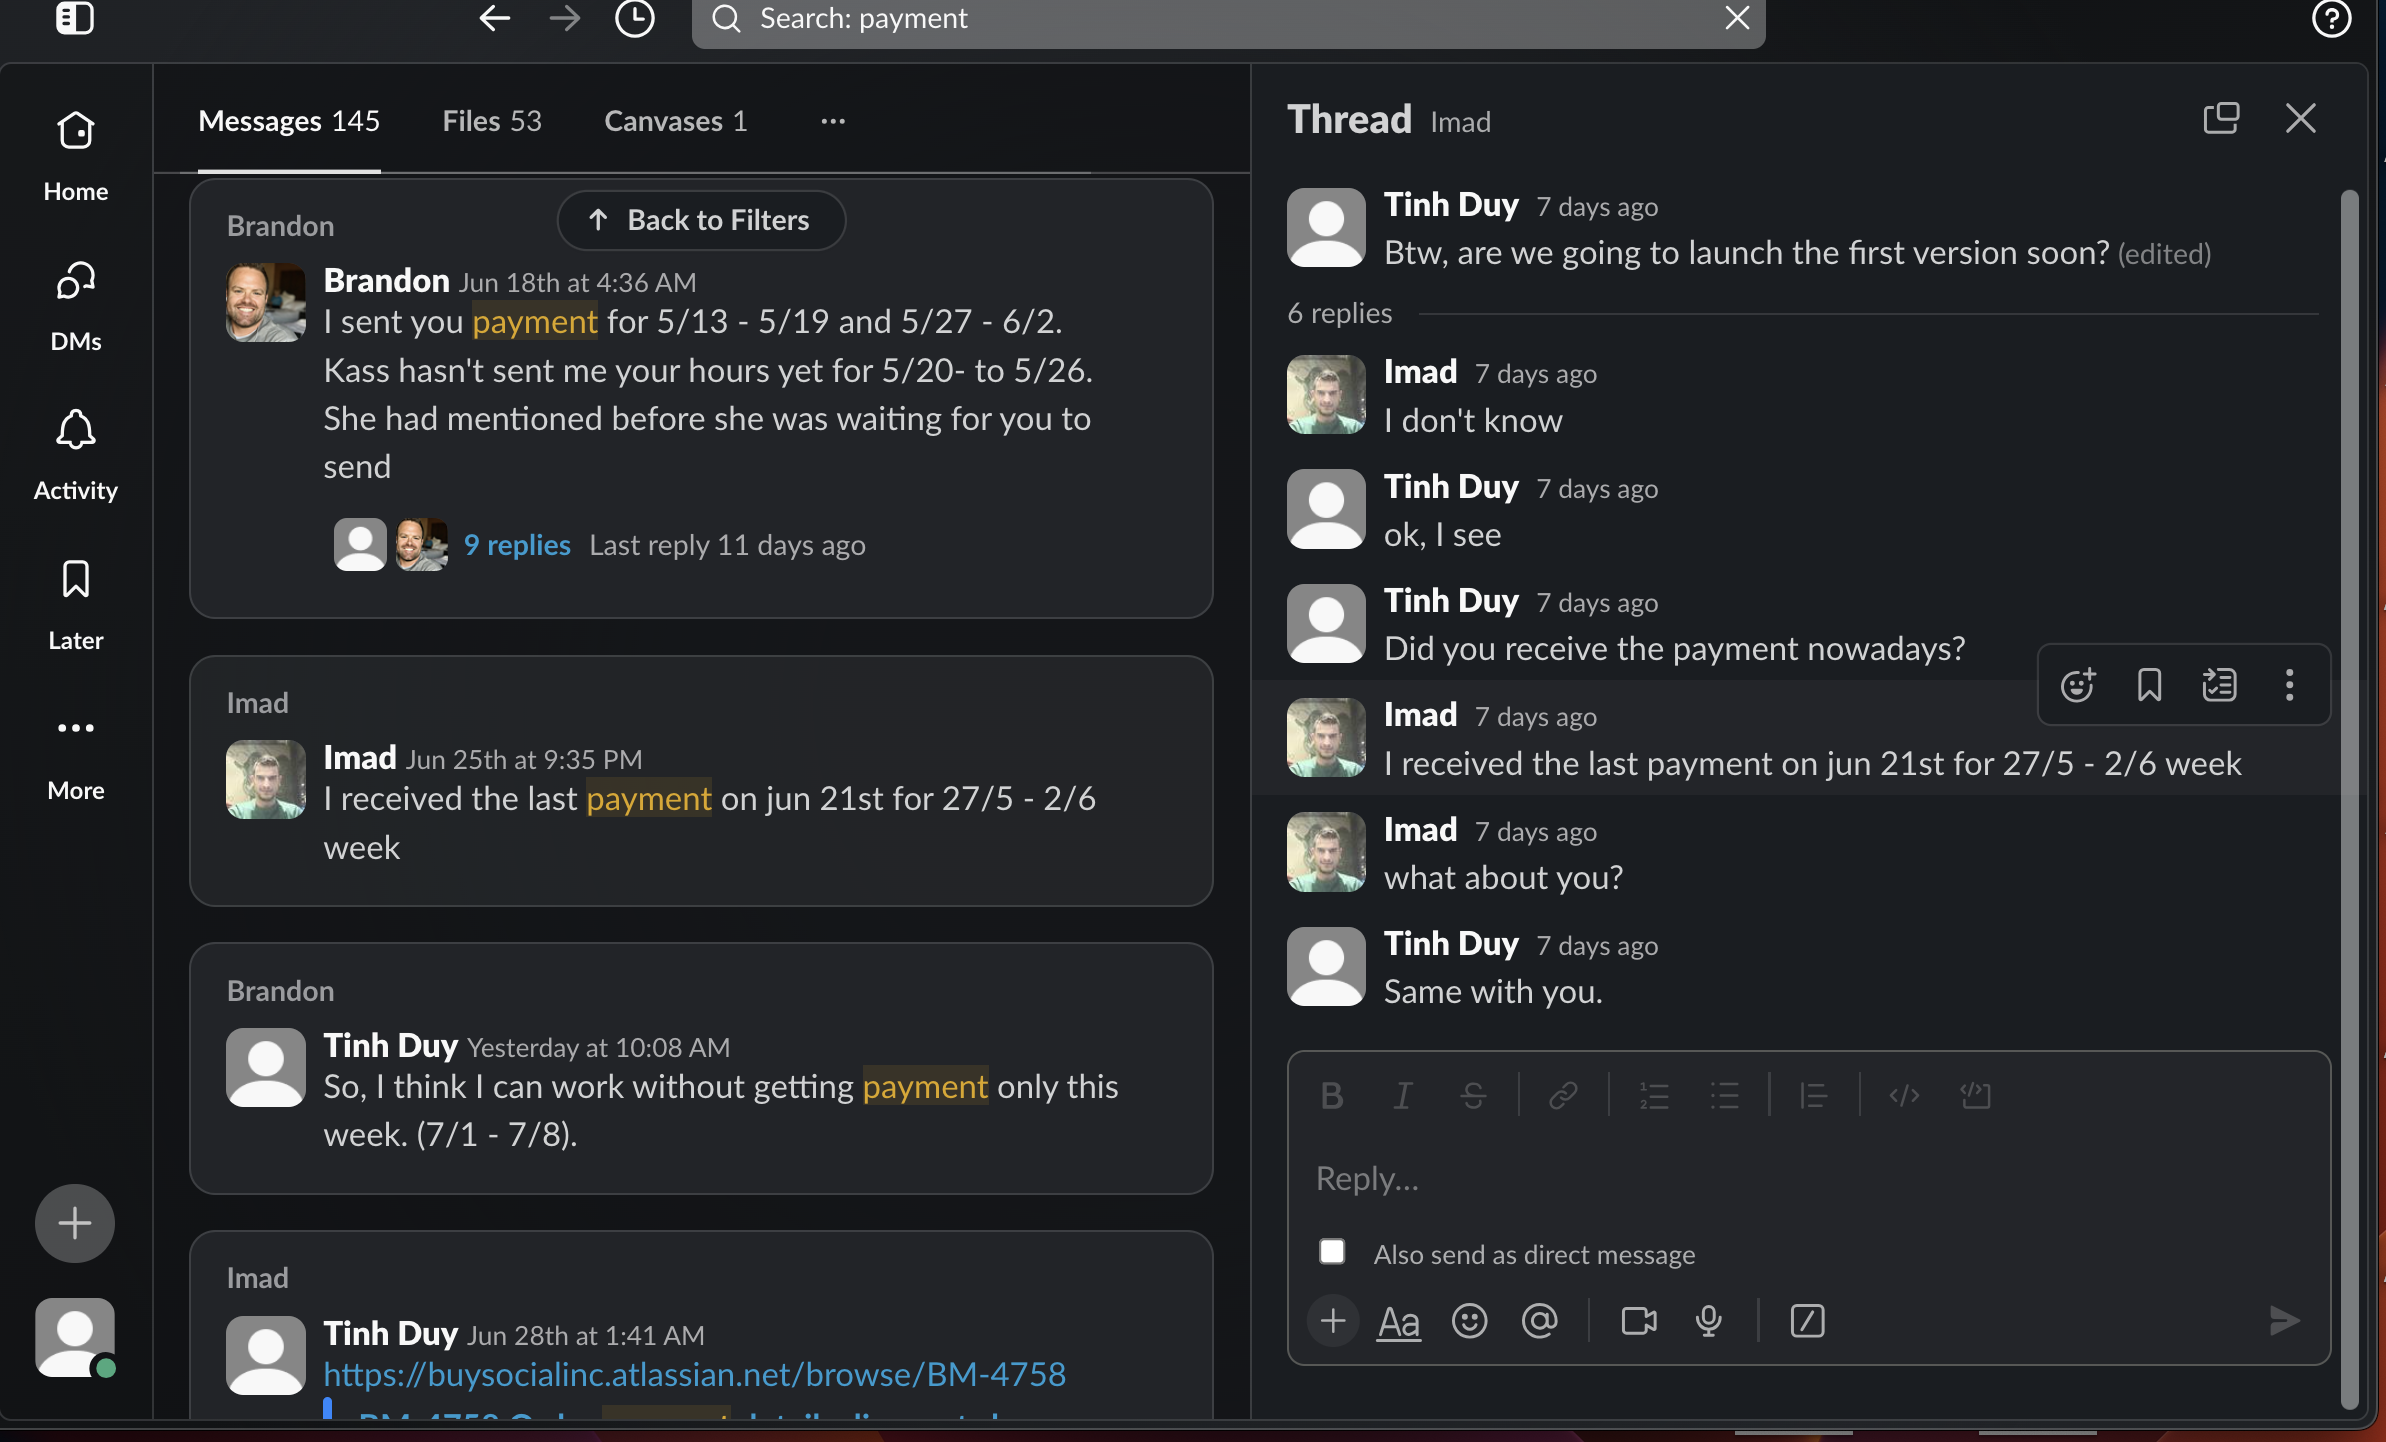 Search: payment
Home
DMs
Activity
Later
More
Messages 145
Files 53
Canvases 1
Brandon
Back to Filters
Brandon Jun 18th at 4:36 AM
I sent you payment for 5/13 - 5/19 and 5/27 - 6/2.
Kass hasn't sent me your hours yet for 5/20- to 5/26.
She had mentioned before she was waiting for you to
send
9 replies Last reply 11 days ago
Imad
Imad Jun 25th at 9:35 PM
I received the last payment on jun 21st for 27/5 - 2/6
week
Brandon
Tinh Duy Yesterday at 10:08 AM
So, I think I can work without getting payment only this
week. (7/1 - 7/8).
Imad
Tinh Duy Jun 28th at 1:41 AM
https://buysocialinc.atlassian.net/browse/BM-4758
Thread Imad
Tinh Duy 7 days ago
Btw, are we going to launch the first version soon? (edited)
6 replies
Imad 7 days ago
I don't know
Tinh Duy 7 days ago
ok, I see
Tinh Duy 7 days ago
Did you receive the payment nowadays?
Imad 7 days ago
I received the last payment on jun 21st for 27/5 - 2/6 week
Imad 7 days ago
what about you?
Tinh Duy 7 days ago
Same with you.
Reply...
Also send as direct message
Aa